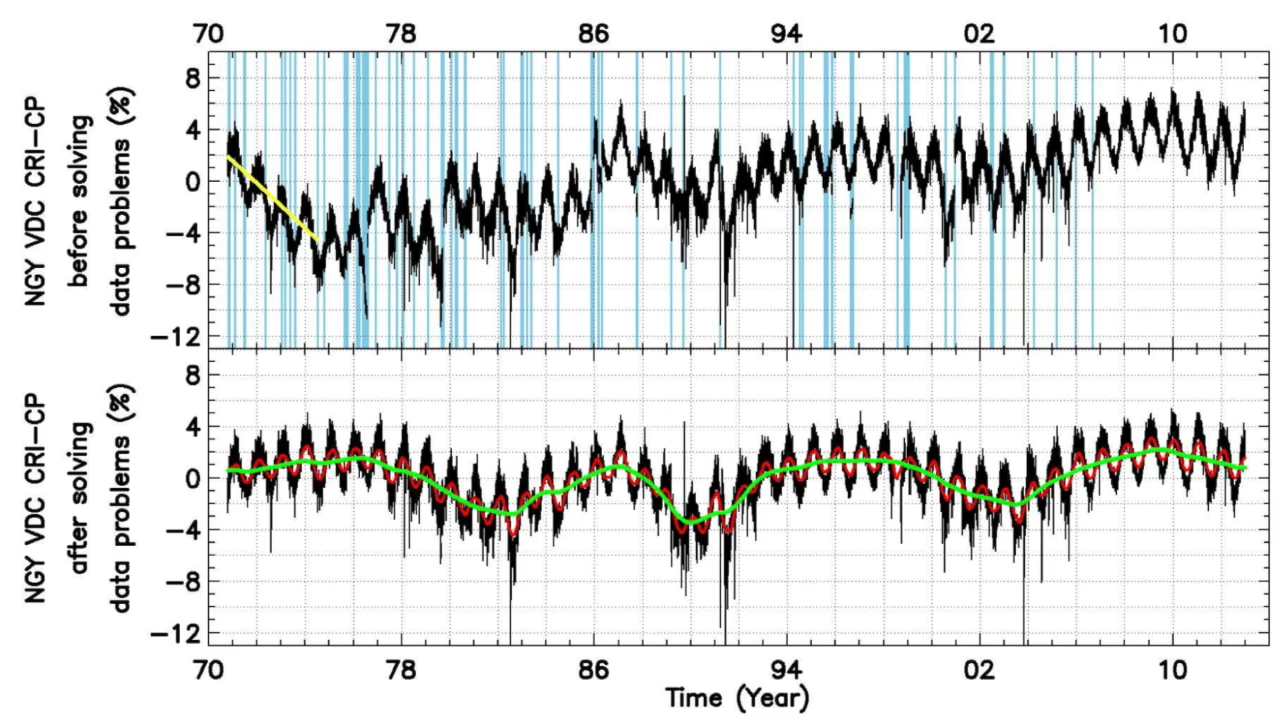 70 78 86 94 02 10
NGY VDC CRI−CP
before solving
data problems (%)
8
4
0
−4
−8
−12
NGY VDC CRI−CP
after solving
data problems (%)
8
4
0
−4
−8
−12
70 78 86 94 02 10
Time (Year)